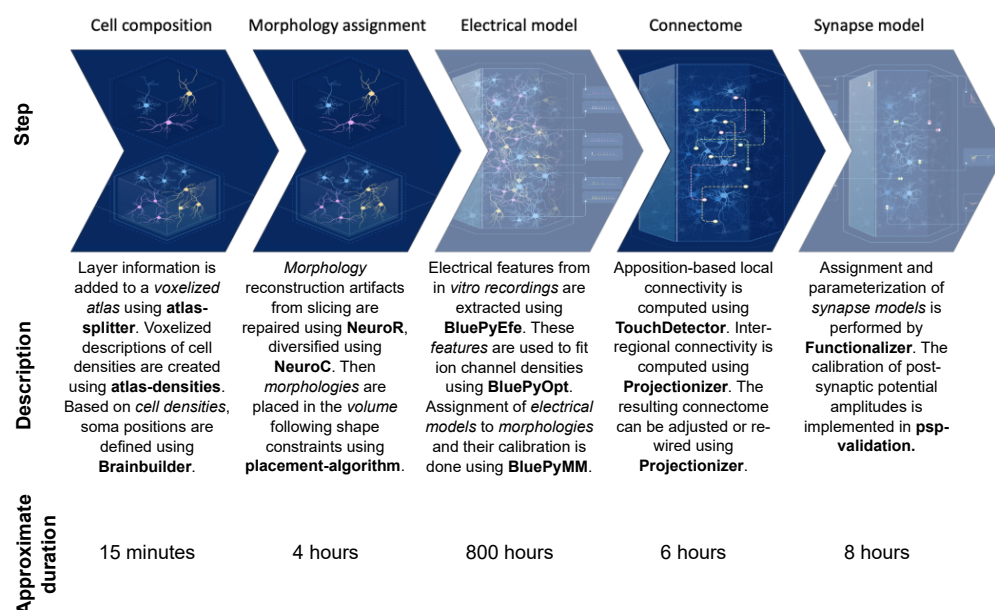 Cell composition
Morphology assignment
Electrical model
Connectome
Synapse model
Step
Description
Layer information is
added to a voxelized
atlas using atlas-
splitter. Voxelized
descriptions of cell
densities are created
using atlas-densities.
Based on cell densities,
soma positions are
defined using
Brainbuilder.
Morphology
reconstruction artifacts
from slicing are
repaired using NeuroR,
diversified using
NeuroC. Then
morphologies are
placed in the volume
following shape
constraints using
placement-algorithm.
Electrical features from
in vitro recordings are
extracted using
BluePyEfe. These
features are used to fit
ion channel densities
using BluePyOpt.
Assignment of electrical
models to morphologies
and their calibration is
done using BluePyMM.
Apposition-based local
connectivity is
computed using
TouchDetector. Inter-
regional connectivity is
computed using
Projectionizer. The
resulting connectome
can be adjusted or re-
wired using
Projectionizer.
Assignment and
parameterization of
synapse models is
performed by
Functionalizer. The
calibration of post-
synaptic potential
amplitudes is
implemented in psp-
validation.
Approximate
duration
15 minutes
4 hours
800 hours
6 hours
8 hours